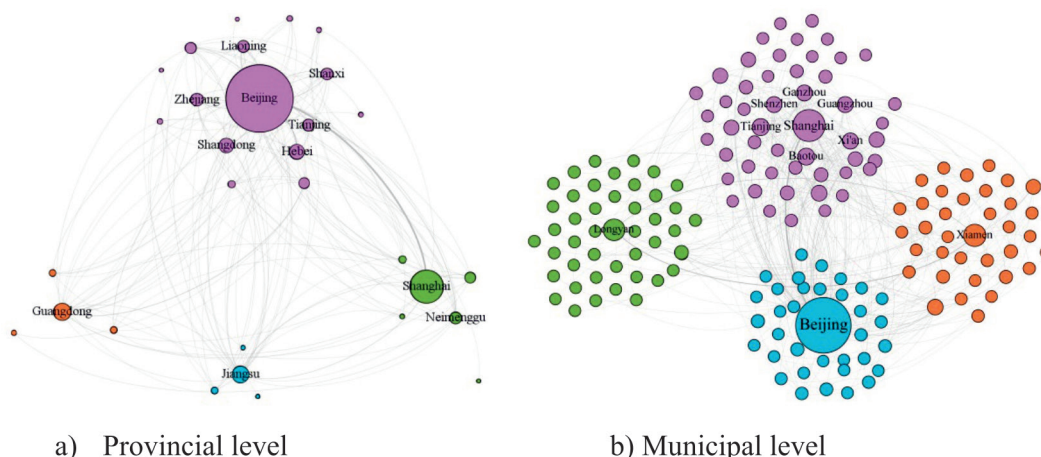 Liaouing
Shanxi
Zhejiang
Beijing
Tianjing
Shangdong
Hebei
Shanghai
Guangdong
Neimenggu
Jiangsu
Ganzhou
Shenzhen
Guangzhou
Tianjing
Shanghai
Xi'an
Baotou
Longyan
Xiamen
Beijing
a) Provincial level
b) Municipal level